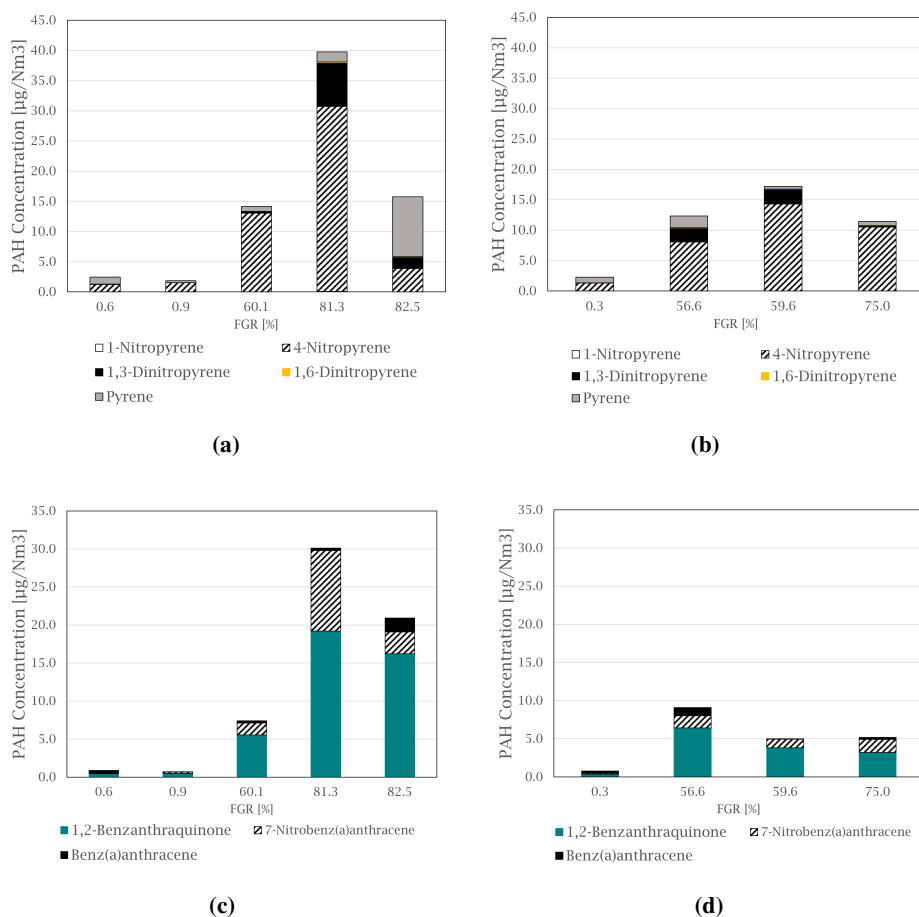 PAH Concentration [µg/Nm3]
45.0
40.0
35.0
30.0
25.0
20.0
15.0
10.0
5.0
0.0
0.6 0.9 60.1 81.3 82.5
FGR [%]
1-Nitropyrene 4-Nitropyrene
1,3-Dinitropyrene 1,6-Dinitropyrene
Pyrene
(a)
PAH Concentration [µg/Nm3]
45.0
40.0
35.0
30.0
25.0
20.0
15.0
10.0
5.0
0.0
0.3 56.6 59.6 75.0
FGR [%]
1-Nitropyrene 4-Nitropyrene
1,3-Dinitropyrene 1,6-Dinitropyrene
Pyrene
(b)
PAH Concentration [µg/Nm3]
35.0
30.0
25.0
20.0
15.0
10.0
5.0
0.0
0.6 0.9 60.1 81.3 82.5
FGR [%]
1,2-Benzanthraquinone 7-Nitrobenz(a)anthracene
Benz(a)anthracene
(c)
PAH Concentration [µg/Nm3]
35.0
30.0
25.0
20.0
15.0
10.0
5.0
0.0
0.3 56.6 59.6 75.0
FGR [%]
1,2-Benzanthraquinone 7-Nitrobenz(a)anthracene
Benz(a)anthracene
(d)